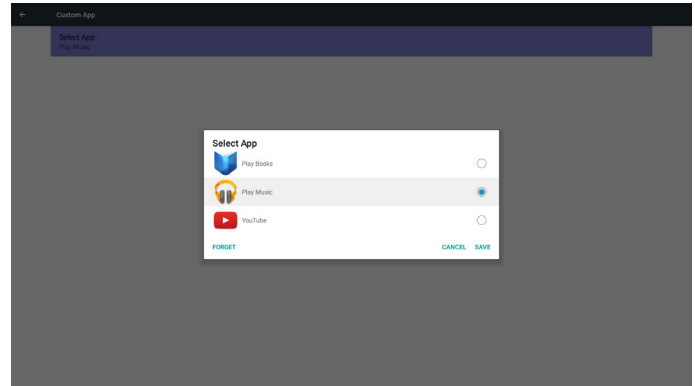 Custom App
Select App
Play Music
Select App
Play Books
Play Music
YouTube
FORGET
CANCEL SAVE